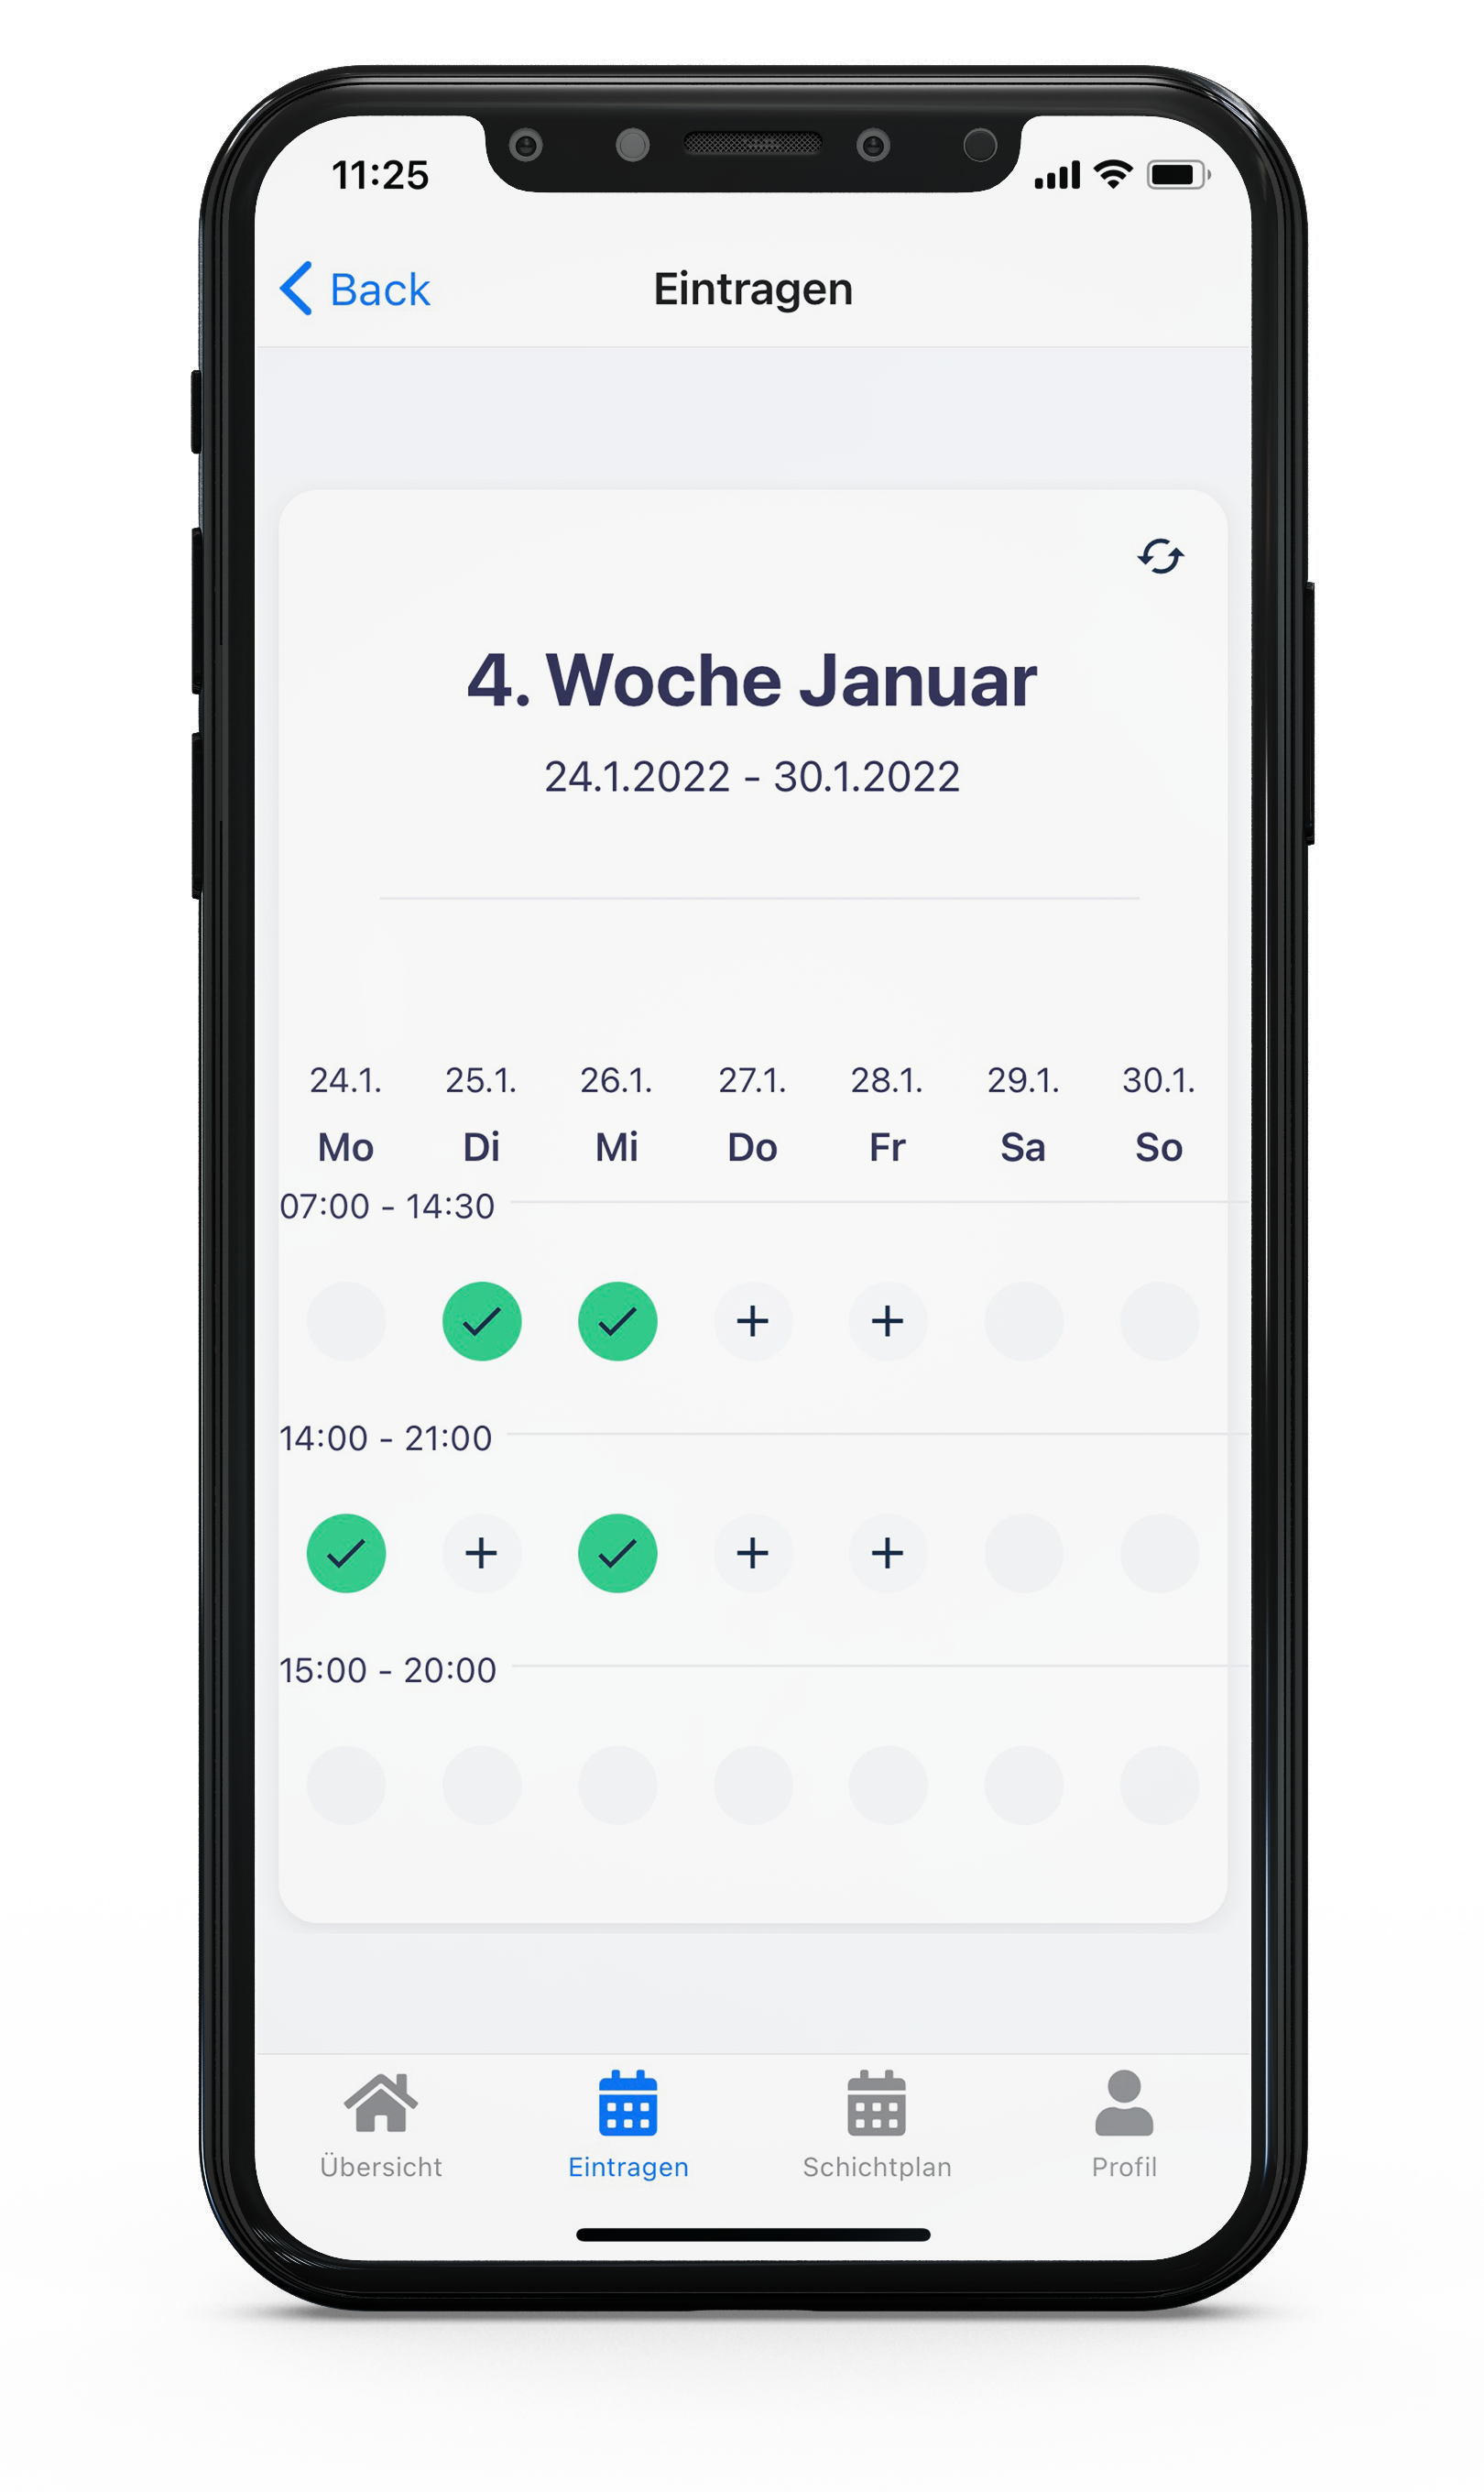 11:25
Back
Eintragen
4. Woche Januar
24.1.2022 - 30.1.2022
24.1. 25.1. 26.1. 27.1. 28.1. 29.1. 30.1.
Mo Di Mi Do Fr Sa So
07:00 - 14:30
14:00 - 21:00
15:00 - 20:00
Übersicht Eintragen Schichtplan Profil